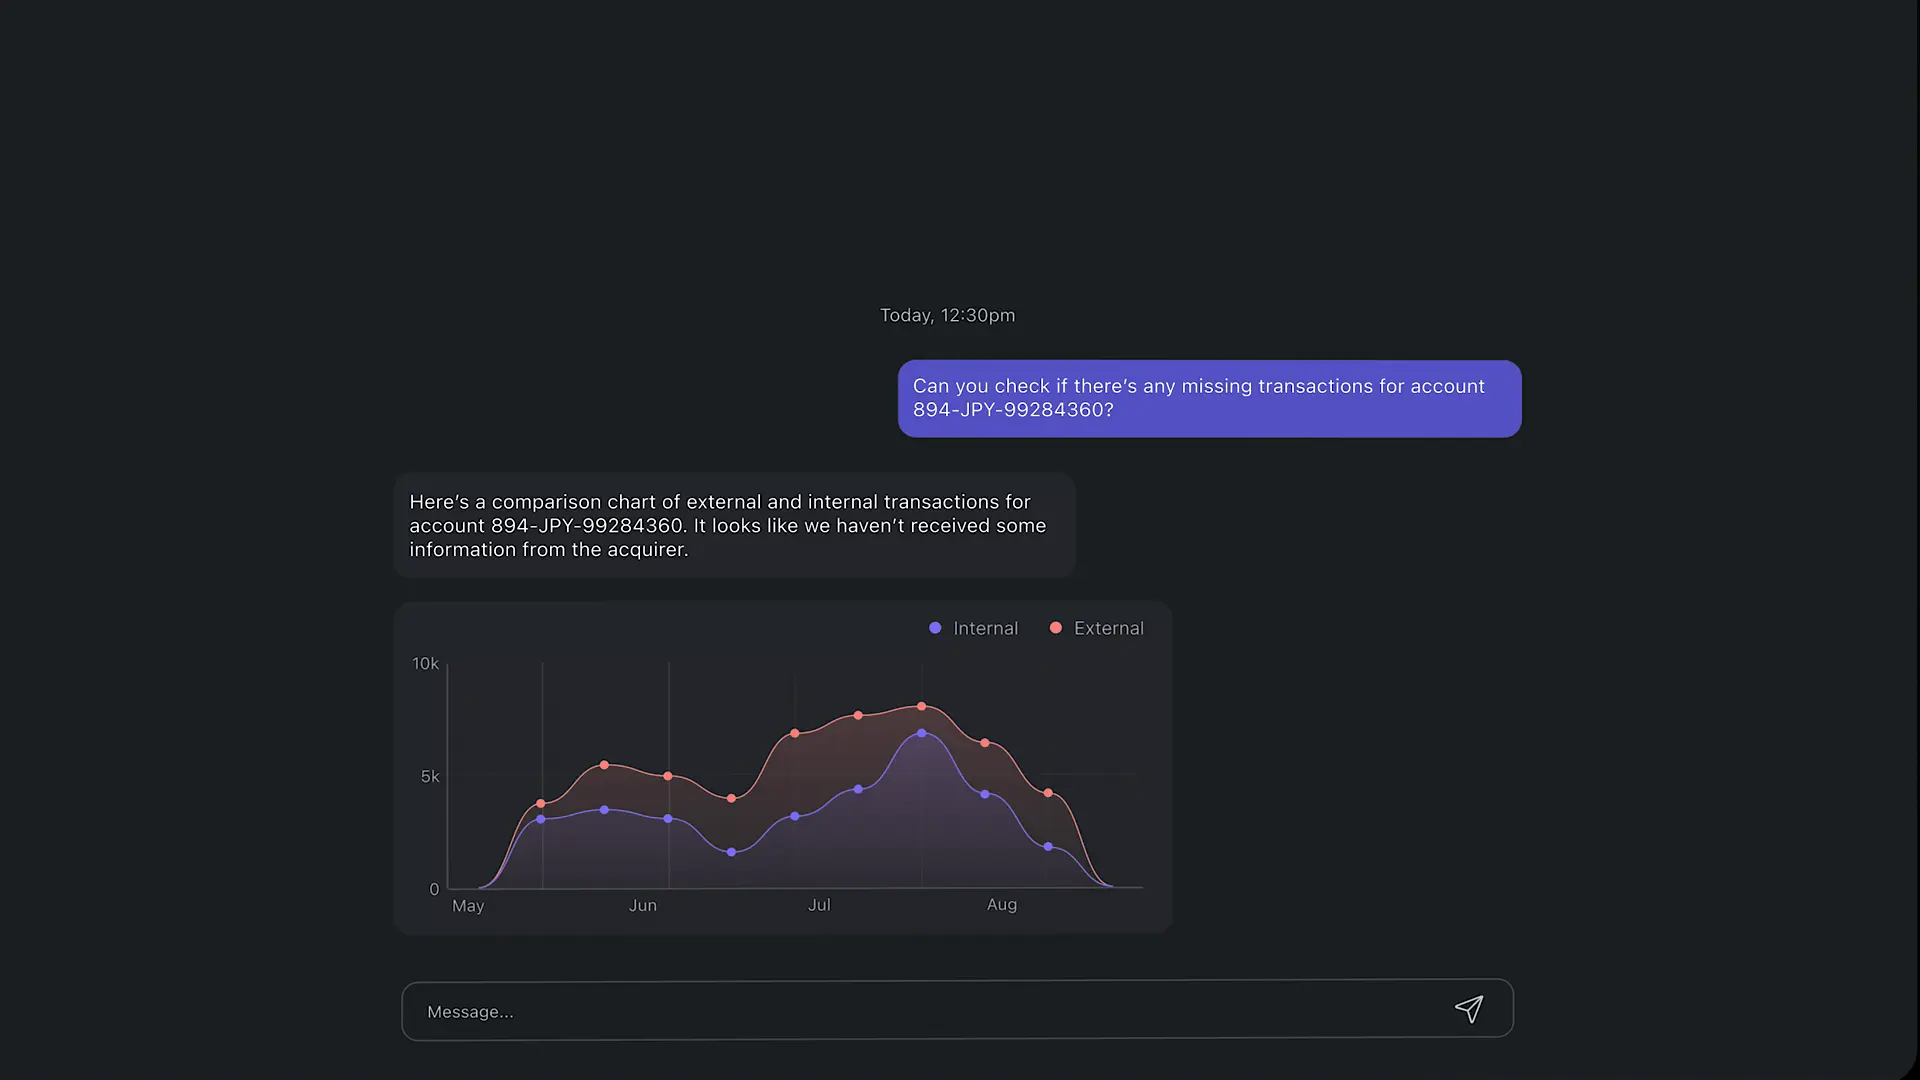 Today, 12:30pm
Can you check if there’s any missing transactions for account
894-JPY-99284360?
Here’s a comparison chart of external and internal transactions for
account 894-JPY-99284360. It looks like we haven’t received some
information from the acquirer.
Internal External
10k
5k
0
May Jun Jul Aug
Message...